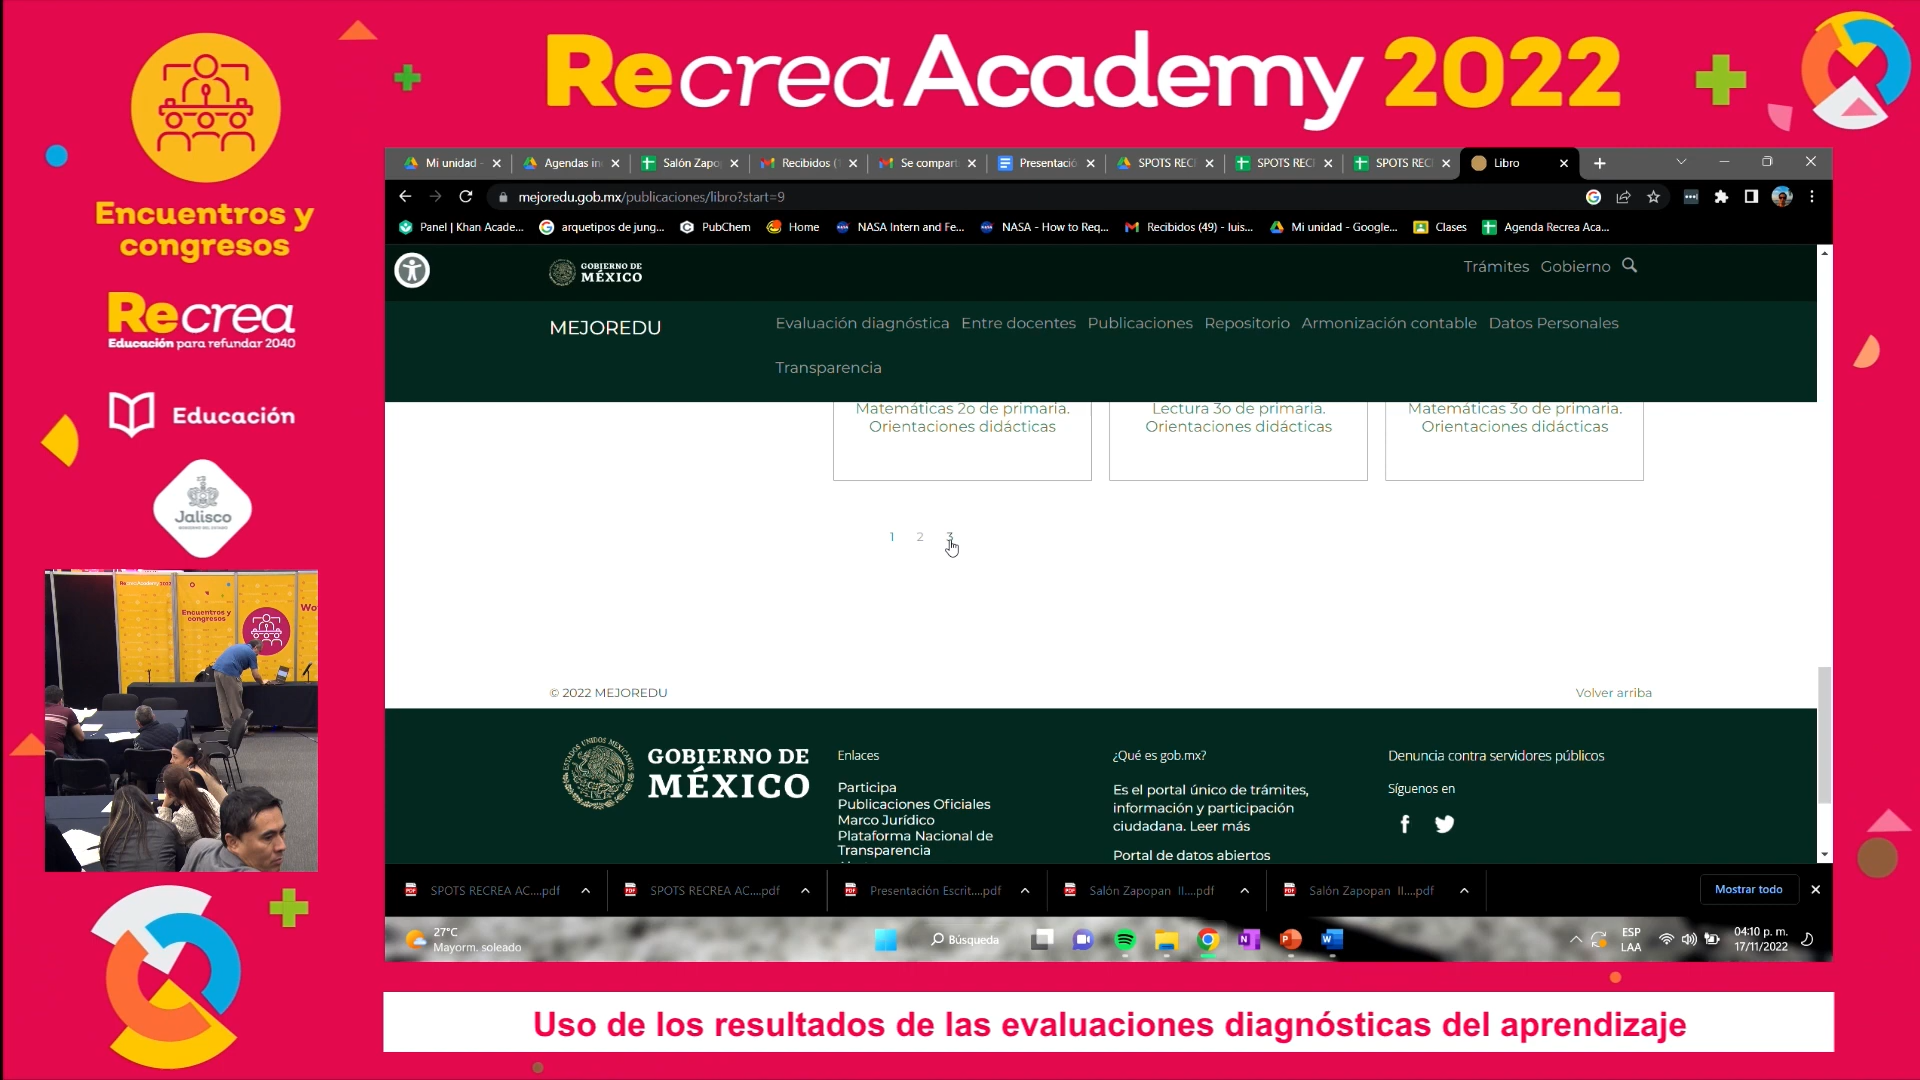 RecreaAcademy 2022
Encuentros y
congresos
Recrea
Educación para refundar 2040
Educación
Jalisco
RecreaAcademy 2022
Encuentros y
congresos
Wo
Mi unidad -
Agendas in
Salón Zapo
Recibidos (
Se compart
Presentació
SPOTS REC
SPOTS REC
SPOTS REC
Libro
mejoredu.gob.mx/publicaciones/libro?start=9
Panel | Khan Acade...
arquetipos de jung...
PubChem
Home
NASA Intern and Fe...
NASA - How to Req...
Recibidos (49) - luis...
Mi unidad - Google...
Clases
Agenda Recrea Aca...
GOBIERNO DE
MÉXICO
Trámites Gobierno
MEJOREDU
Evaluación diagnóstica Entre docentes Publicaciones Repositorio Armonización contable Datos Personales
Transparencia
Matemáticas 2o de primaria.
Orientaciones didácticas
Lectura 3o de primaria.
Orientaciones didácticas
Matemáticas 3o de primaria.
Orientaciones didácticas
1 2 3
© 2022 MEJOREDU
Volver arriba
ESTADOS UNIDOS MEXICANOS
GOBIERNO DE
MÉXICO
Enlaces
Participa
Publicaciones Oficiales
Marco Jurídico
Plataforma Nacional de
Transparencia
¿Qué es gob.mx?
Es el portal único de trámites,
información y participación
ciudadana. Leer más
Portal de datos abiertos
Denuncia contra servidores públicos
Síguenos en
SPOTS RECREA AC....pdf
SPOTS RECREA AC....pdf
Presentación Escrit....pdf
Salón Zapopan II....pdf
Salón Zapopan II....pdf
Mostrar todo
27°C
Mayorm. soleado
Búsqueda
ESP
LAA
04:10 p. m.
17/11/2022
Uso de los resultados de las evaluaciones diagnósticas del aprendizaje